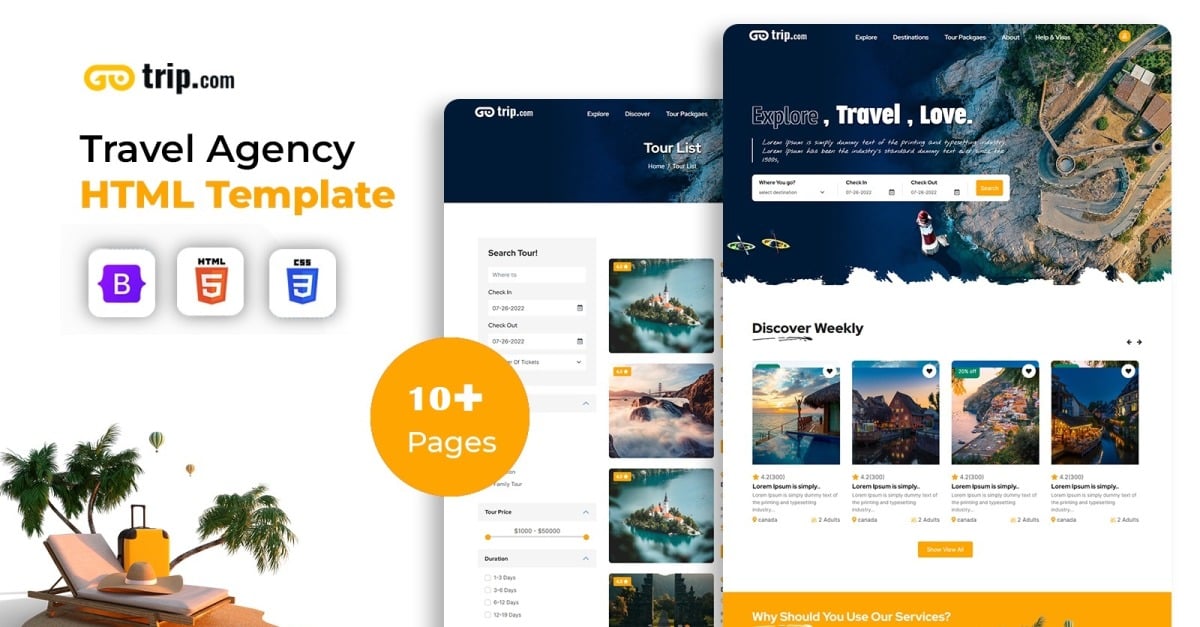 GO trip.com
Travel Agency
HTML Template
B
HTML
5
CSS
3
10+
Pages
GO trip.com
Explore Discover Tour Packgaes
Tour List
Home / Tour List
Search Tour!
Where to
Check In
07-26-2022
Check Out
07-26-2022
Of Tickets
Family Tour
Tour Price
$1000 - $50000
Duration
1-3 Days
3-6 Days
6-12 Days
12-19 Days
GO trip.com
Explore Destinations Tour Packgaes About Help & Visas
Explore , Travel , Love.
Lorem Ipsum is simply dummy text of the printing and typesetting industry.
Lorem Ipsum has been the industry's standard dummy text ever since the
1500s,
Where You go? Check In Check Out
select destination 07-26-2022 07-26-2022 Search
Discover Weekly
20% off
4.2(300) 4.2(300) 4.2(300) 4.2(300)
Lorem Ipsum is simply.. Lorem Ipsum is simply.. Lorem Ipsum is simply.. Lorem Ipsum is simply..
Lorem Ipsum is simply dummy text of Lorem Ipsum is simply dummy text of Lorem Ipsum is simply dummy text of Lorem Ipsum is simply dummy text of
the printing and typesetting the printing and typesetting the printing and typesetting the printing and typesetting
industry... industry... industry... industry...
canada 2 Adults canada 2 Adults canada 2 Adults canada 2 Adults
Show View All
Why Should You Use Our Services?